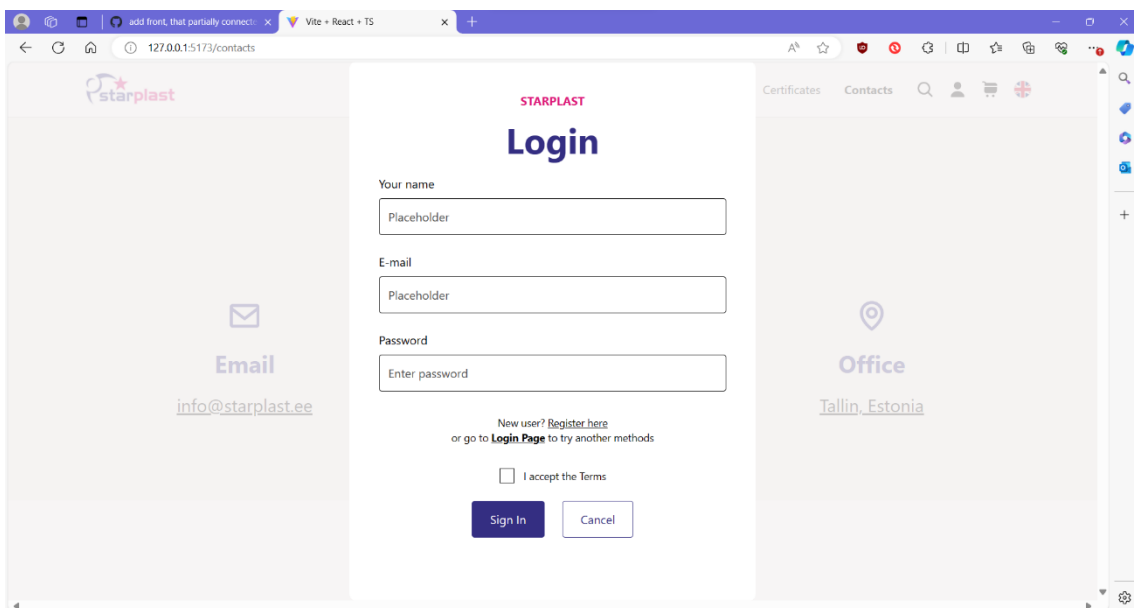 add front, that partially connecte
Vite + React + TS
127.0.0.1:5173/contacts
starplast
Certificates
Contacts
STARPLAST
Login
Your name
Placeholder
E-mail
Placeholder
Password
Enter password
New user? Register here
or go to Login Page to try another methods
I accept the Terms
Sign In
Cancel
Email
info@starplast.ee
Office
Tallin, Estonia